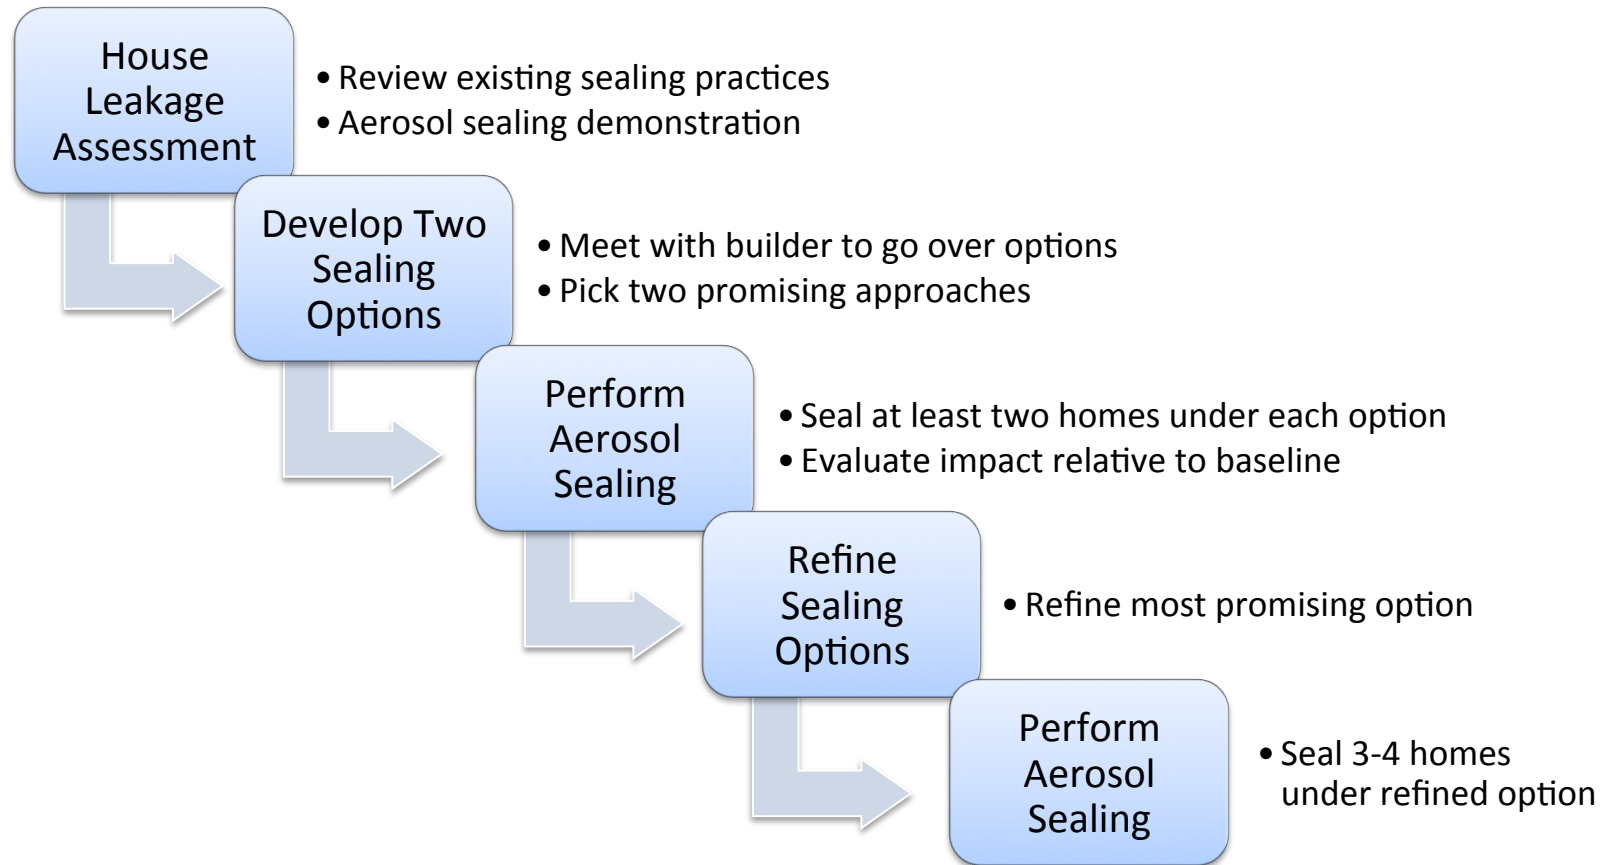 House
Leakage
Assessment
• Review existing sealing practices
• Aerosol sealing demonstration
Develop Two
Sealing
Options
• Meet with builder to go over options
• Pick two promising approaches
Perform
Aerosol
Sealing
• Seal at least two homes under each option
• Evaluate impact relative to baseline
Refine
Sealing
Options
• Refine most promising option
Perform
Aerosol
Sealing
• Seal 3-4 homes
under refined option